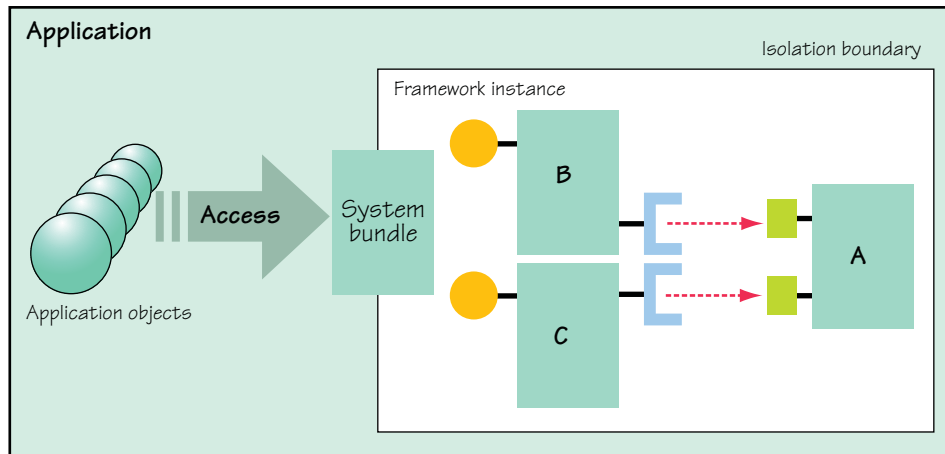 Application
Isolation boundary
Framework instance
B
System
bundle
Access
A
Application objects
C